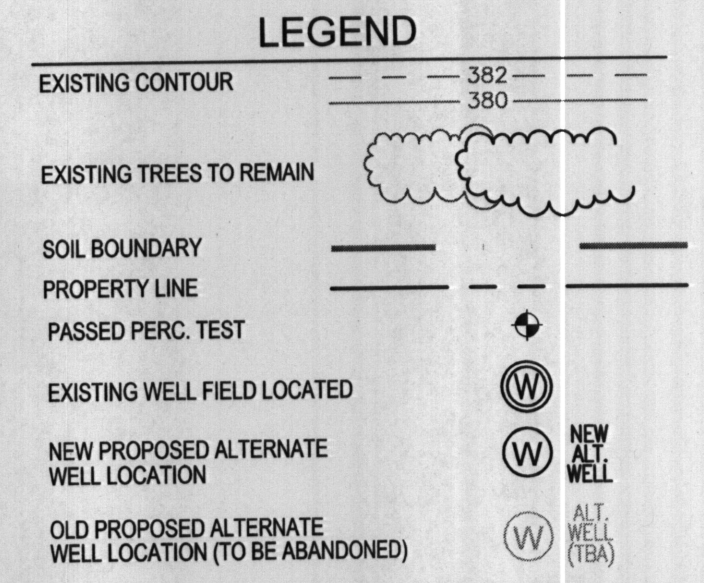 LEGEND
EXISTING CONTOUR
382
380
EXISTING TREES TO REMAIN
SOIL BOUNDARY
PROPERTY LINE
PASSED PERC. TEST
EXISTING WELL FIELD LOCATED
W
NEW PROPOSED ALTERNATE
WELL LOCATION
W
NEW
ALT.
WELL
OLD PROPOSED ALTERNATE
WELL LOCATION (TO BE ABANDONED)
W
ALT.
WELL
(TBA)